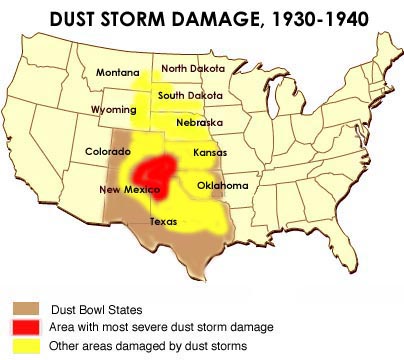 DUST STORM DAMAGE, 1930-1940
North Dakota
Montana
South Dakota
Wyoming
Nebraska
Colorado
Kansas
Oklahoma
New Mexico
Texas
Dust Bowl States
Area with most severe dust storm damage
Other areas damaged by dust storms